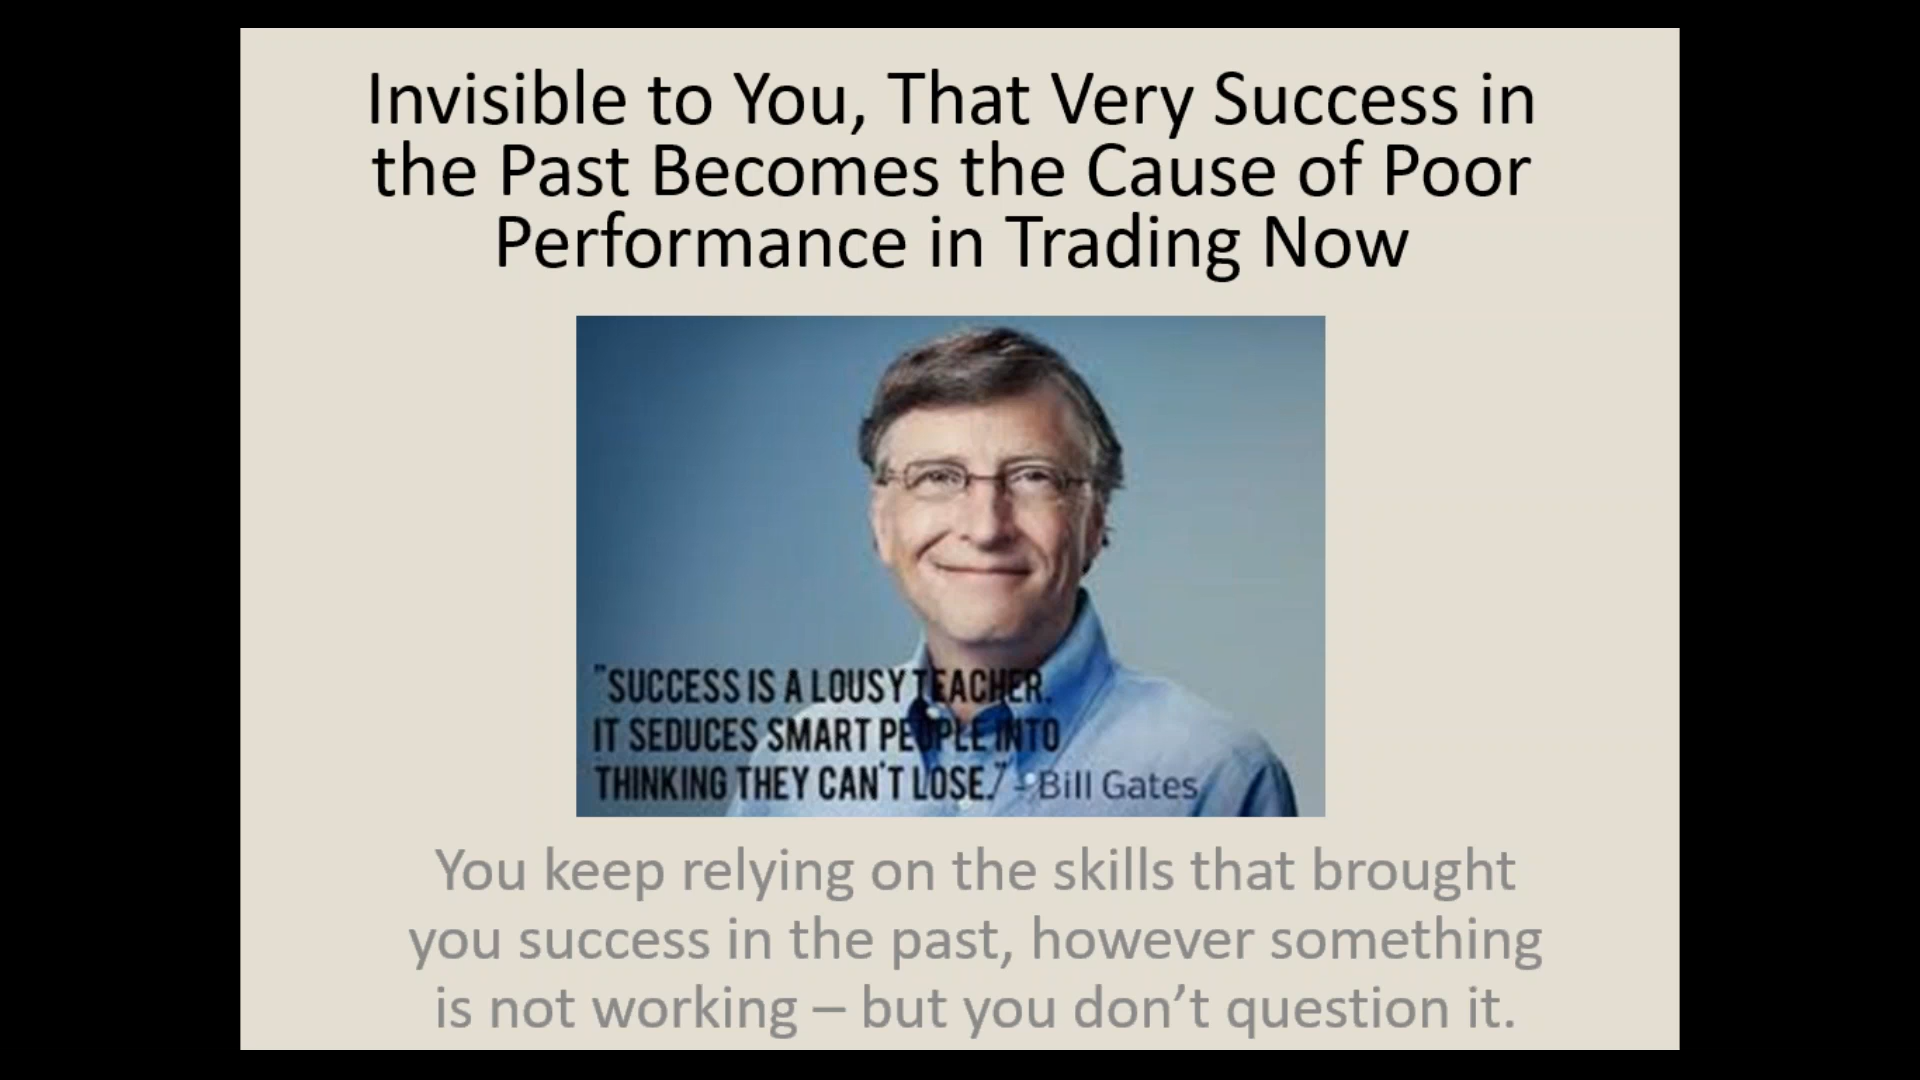 Invisible to You, That Very Success in
the Past Becomes the Cause of Poor
Performance in Trading Now
"SUCCESS IS A LOUSY TEACHER.
IT SEDUCES SMART PEOPLE INTO
THINKING THEY CAN'T LOSE." - Bill Gates
You keep relying on the skills that brought
you success in the past, however something
is not working – but you don't question it.